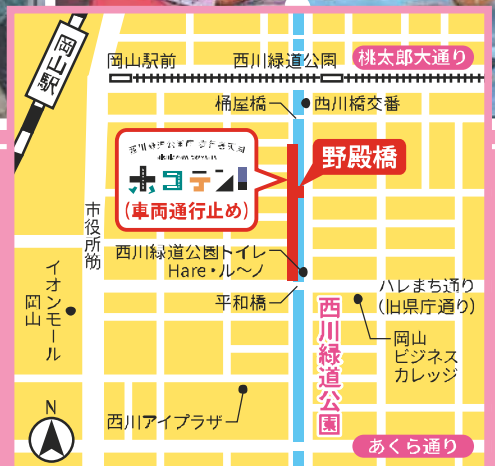 岡山駅
岡山駅前
西川緑道公園
桃太郎大通り
桶屋橋
西川橋交番
ホコテン!
(車両通行止め)
野殿橋
市役所筋
西川緑道公園トイレ
Hare・ル〜ノ
平和橋
イオンモール
岡山
ハレまち通り
(旧県庁通り)
岡山
ビジネス
カレッジ
西川緑道公園
西川アイプラザ
あくら通り
N